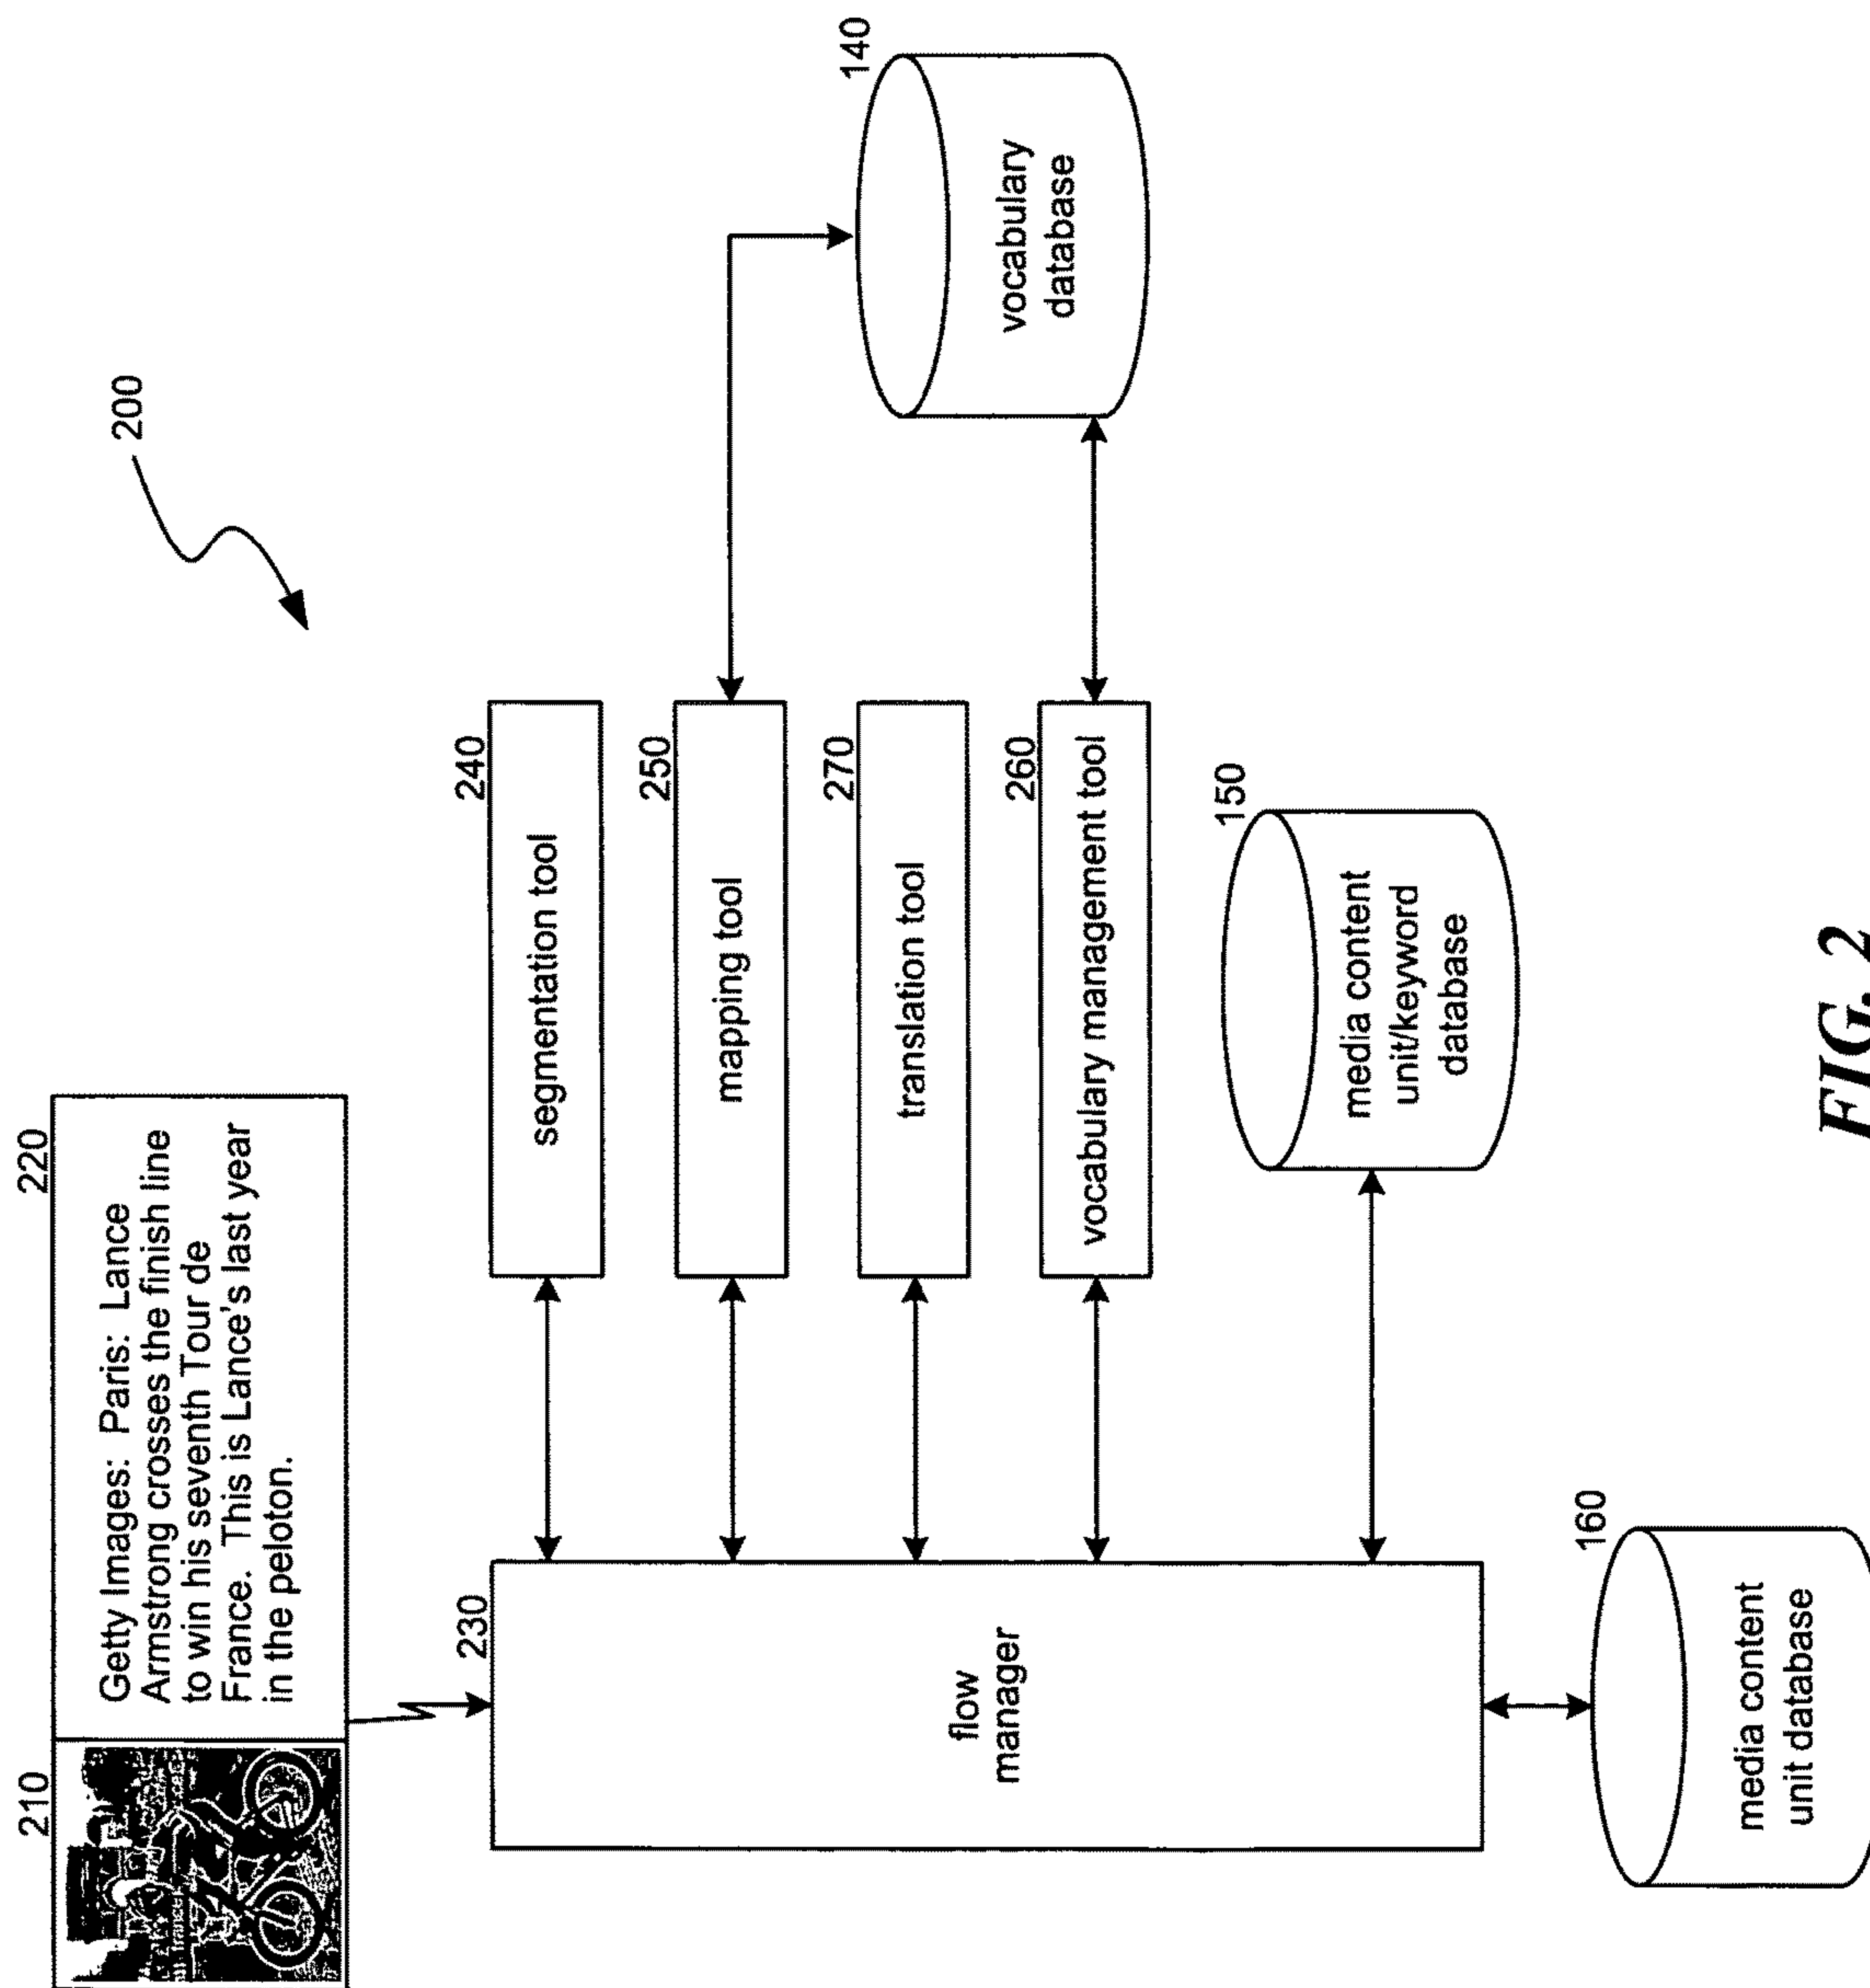 200
210
220
Getty Images: Paris: Lance
Armstrong crosses the finish line
to win his seventh Tour de
France. This is Lance's last year
in the peloton.
230
flow
manager
240
segmentation tool
250
mapping tool
270
translation tool
260
vocabulary management tool
140
vocabulary
database
150
media content
unit/keyword
database
160
media content
unit database
FIG. 2